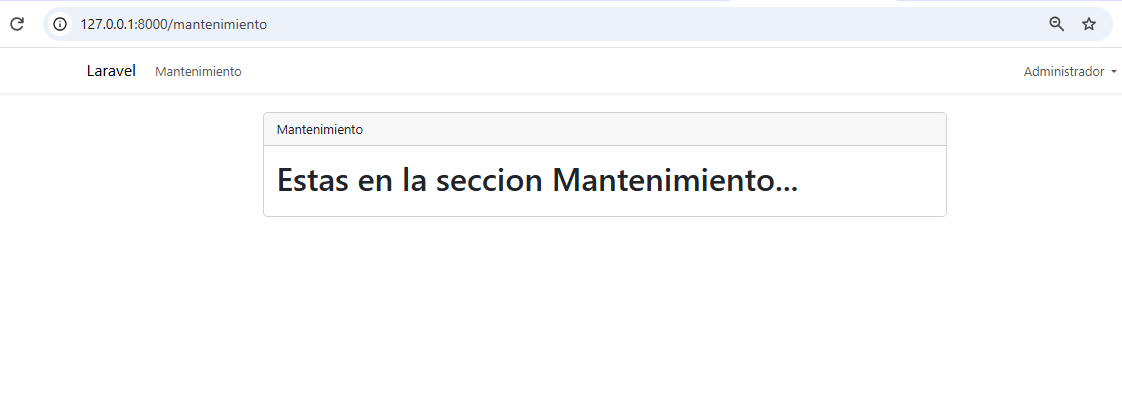 127.0.0.1:8000/mantenimiento
Laravel Mantenimiento Administrador
Mantenimiento
Estas en la seccion Mantenimiento...